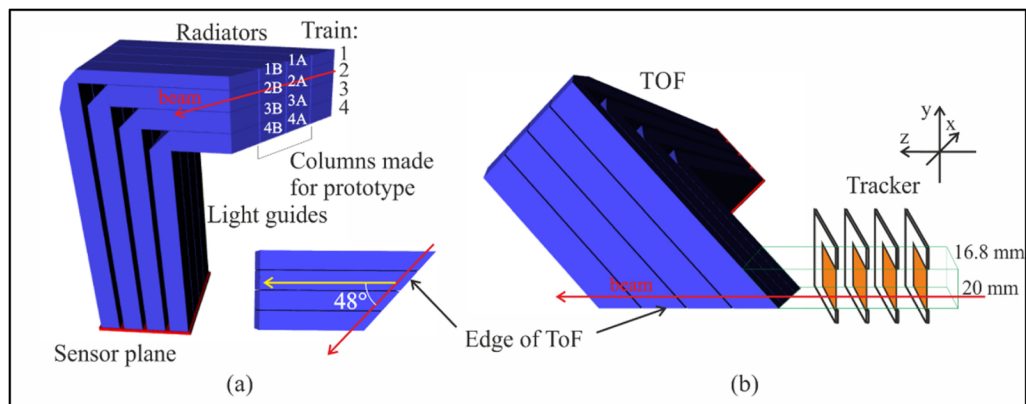 Radiators
Train:
1
2
3
4
1A
1B
2A
2B
3A
3B
4A
4B
beam
Columns made
for prototype
Light guides
48°
Sensor plane
Edge of ToF
(a)
TOF
y
x
z
Tracker
16.8 mm
20 mm
beam
(b)